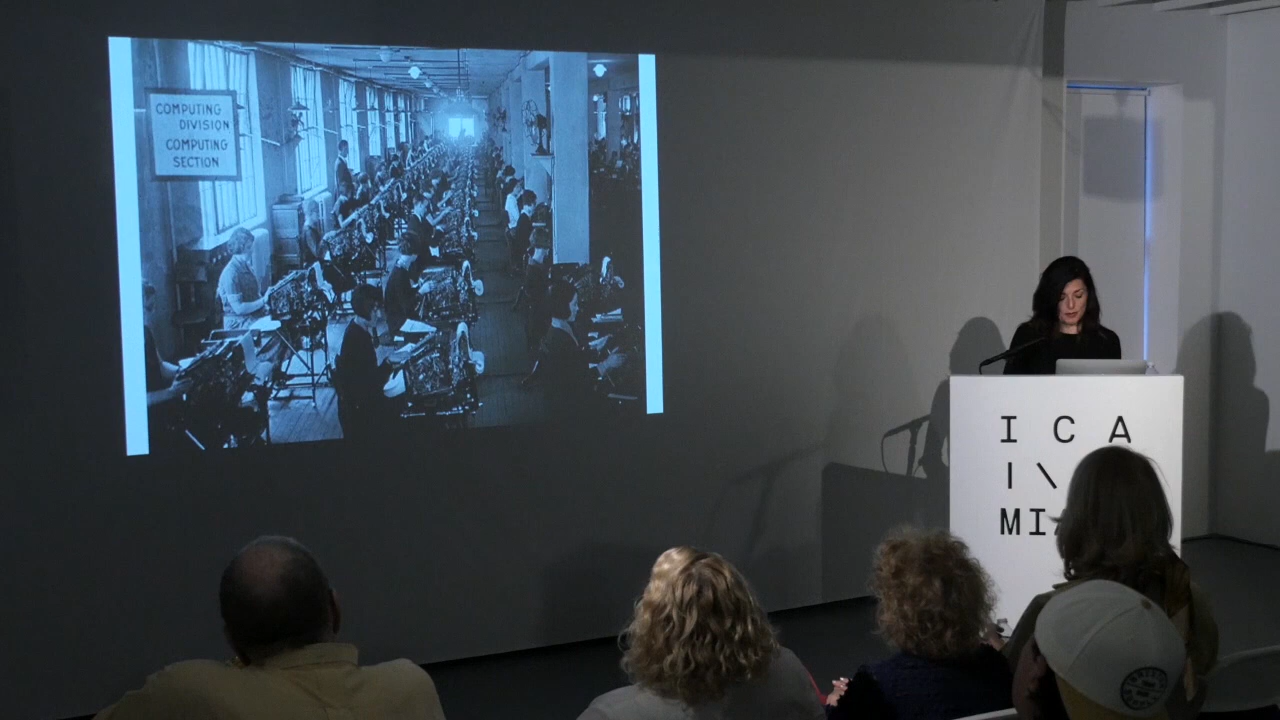 COMPUTING
DIVISION
COMPUTING
SECTION
I C A
MI